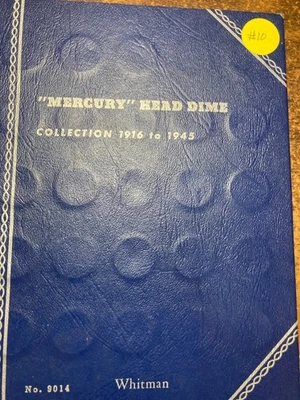 #10
"MERCURY" HEAD DIME
COLLECTION 1916 to 1945
No. 9014
Whitman